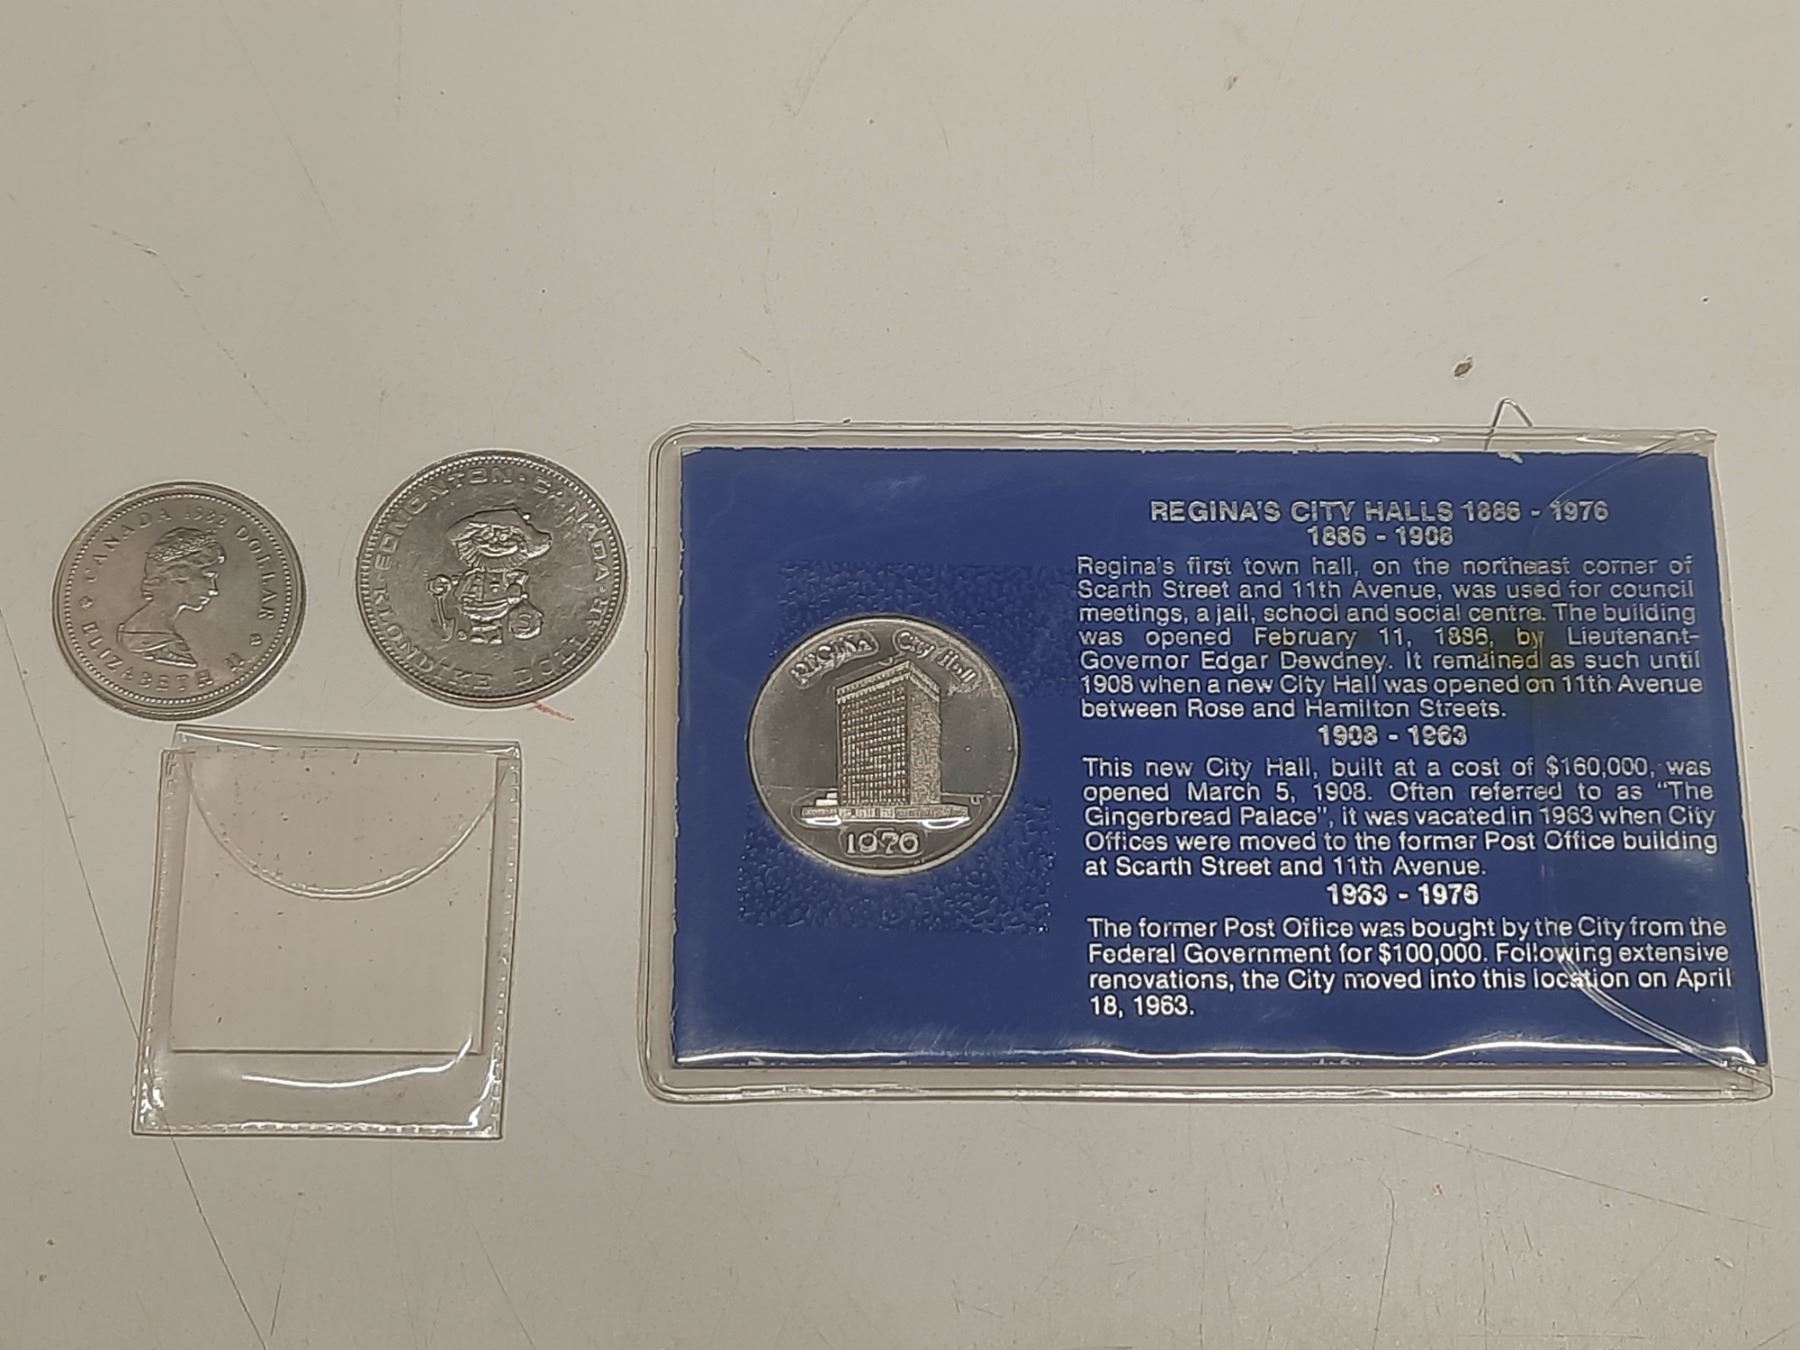 CANADA 1982 DOLLAR
ELIZABETH II
EDMONTON · CANADA
KLONDIKE
REGINA City Hall
1976
REGINA'S CITY HALLS 1886 - 1976
1886 - 1908
Regina's first town hall, on the northeast corner of
Scarth Street and 11th Avenue, was used for council
meetings, a jail, school and social centre. The building
was opened February 11, 1886, by Lieutenant-
Governor Edgar Dewdney. It remained as such until
1908 when a new City Hall was opened on 11th Avenue
between Rose and Hamilton Streets.
1908 - 1963
This new City Hall, built at a cost of $160,000, was
opened March 5, 1908. Often referred to as "The
Gingerbread Palace", it was vacated in 1963 when City
Offices were moved to the former Post Office building
at Scarth Street and 11th Avenue.
1963 - 1976
The former Post Office was bought by the City from the
Federal Government for $100,000. Following extensive
renovations, the City moved into this location on April
18, 1963.